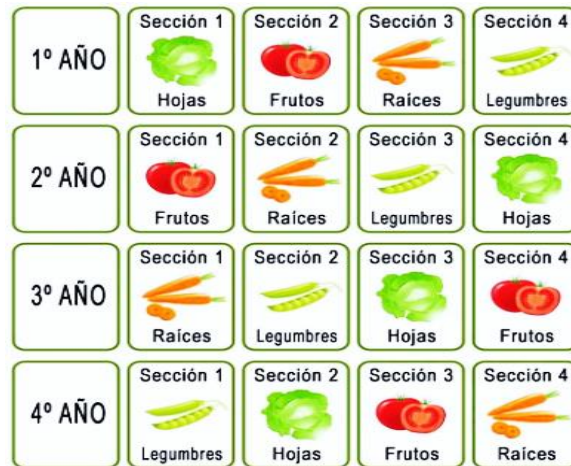 1º AÑO
Sección 1
Hojas
Sección 2
Frutos
Sección 3
Raíces
Sección 4
Legumbres
2º AÑO
Sección 1
Frutos
Sección 2
Raíces
Sección 3
Legumbres
Sección 4
Hojas
3º AÑO
Sección 1
Raíces
Sección 2
Legumbres
Sección 3
Hojas
Sección 4
Frutos
4º AÑO
Sección 1
Legumbres
Sección 2
Hojas
Sección 3
Frutos
Sección 4
Raíces